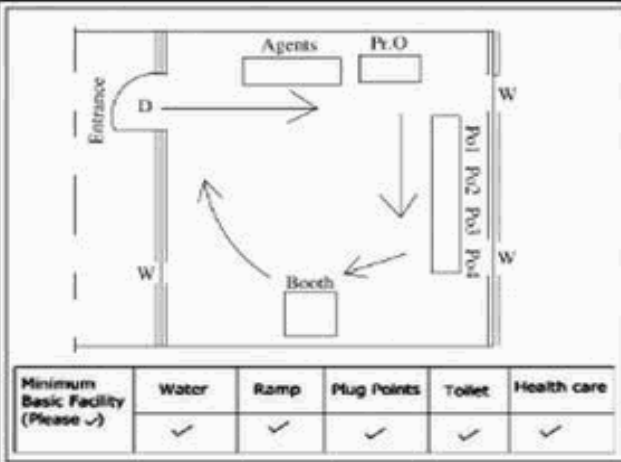 Agents Pr.O
Entrance
D
W
Po1 Po2 Po3 Po4
W
W
Booth
Minimum Basic Facility (Please ✓) Water Ramp Plug Points Toilet Health care
✓ ✓ ✓ ✓ ✓